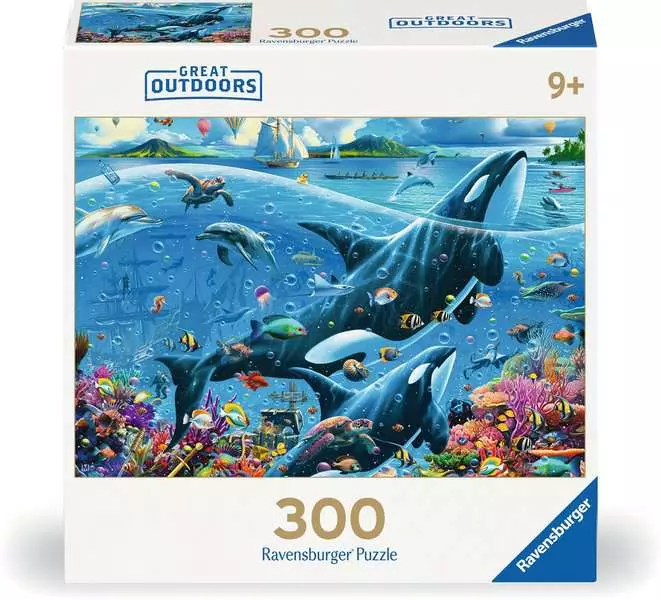 300
Ravensburger Puzzle
GREAT
OUTDOORS
Ravensburger
GREAT
OUTDOORS
9+
300
Ravensburger® Puzzle
Ravensburger